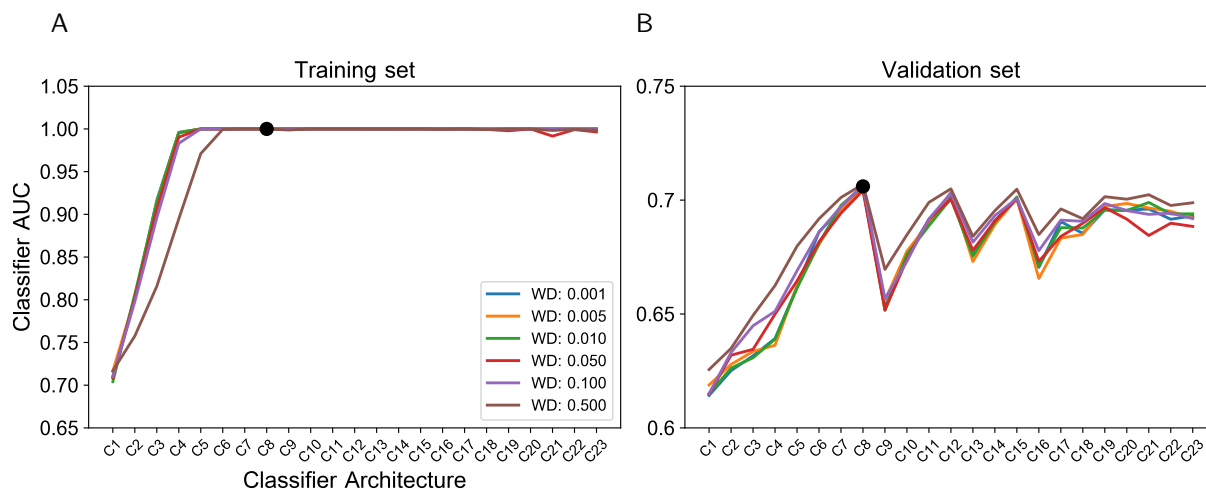 A
B
Training set
Validation set
Classifier AUC
1.05
1.00
0.95
0.90
0.85
0.80
0.75
0.70
0.65
WD: 0.001
WD: 0.005
WD: 0.010
WD: 0.050
WD: 0.100
WD: 0.500
C1 C2 C3 C4 C5 C6 C7 C8 C9 C10 C11 C12 C13 C14 C15 C16 C17 C18 C19 C20 C21 C22 C23
Classifier Architecture
0.75
0.7
0.65
0.6
C1 C2 C3 C4 C5 C6 C7 C8 C9 C10 C11 C12 C13 C14 C15 C16 C17 C18 C19 C20 C21 C22 C23